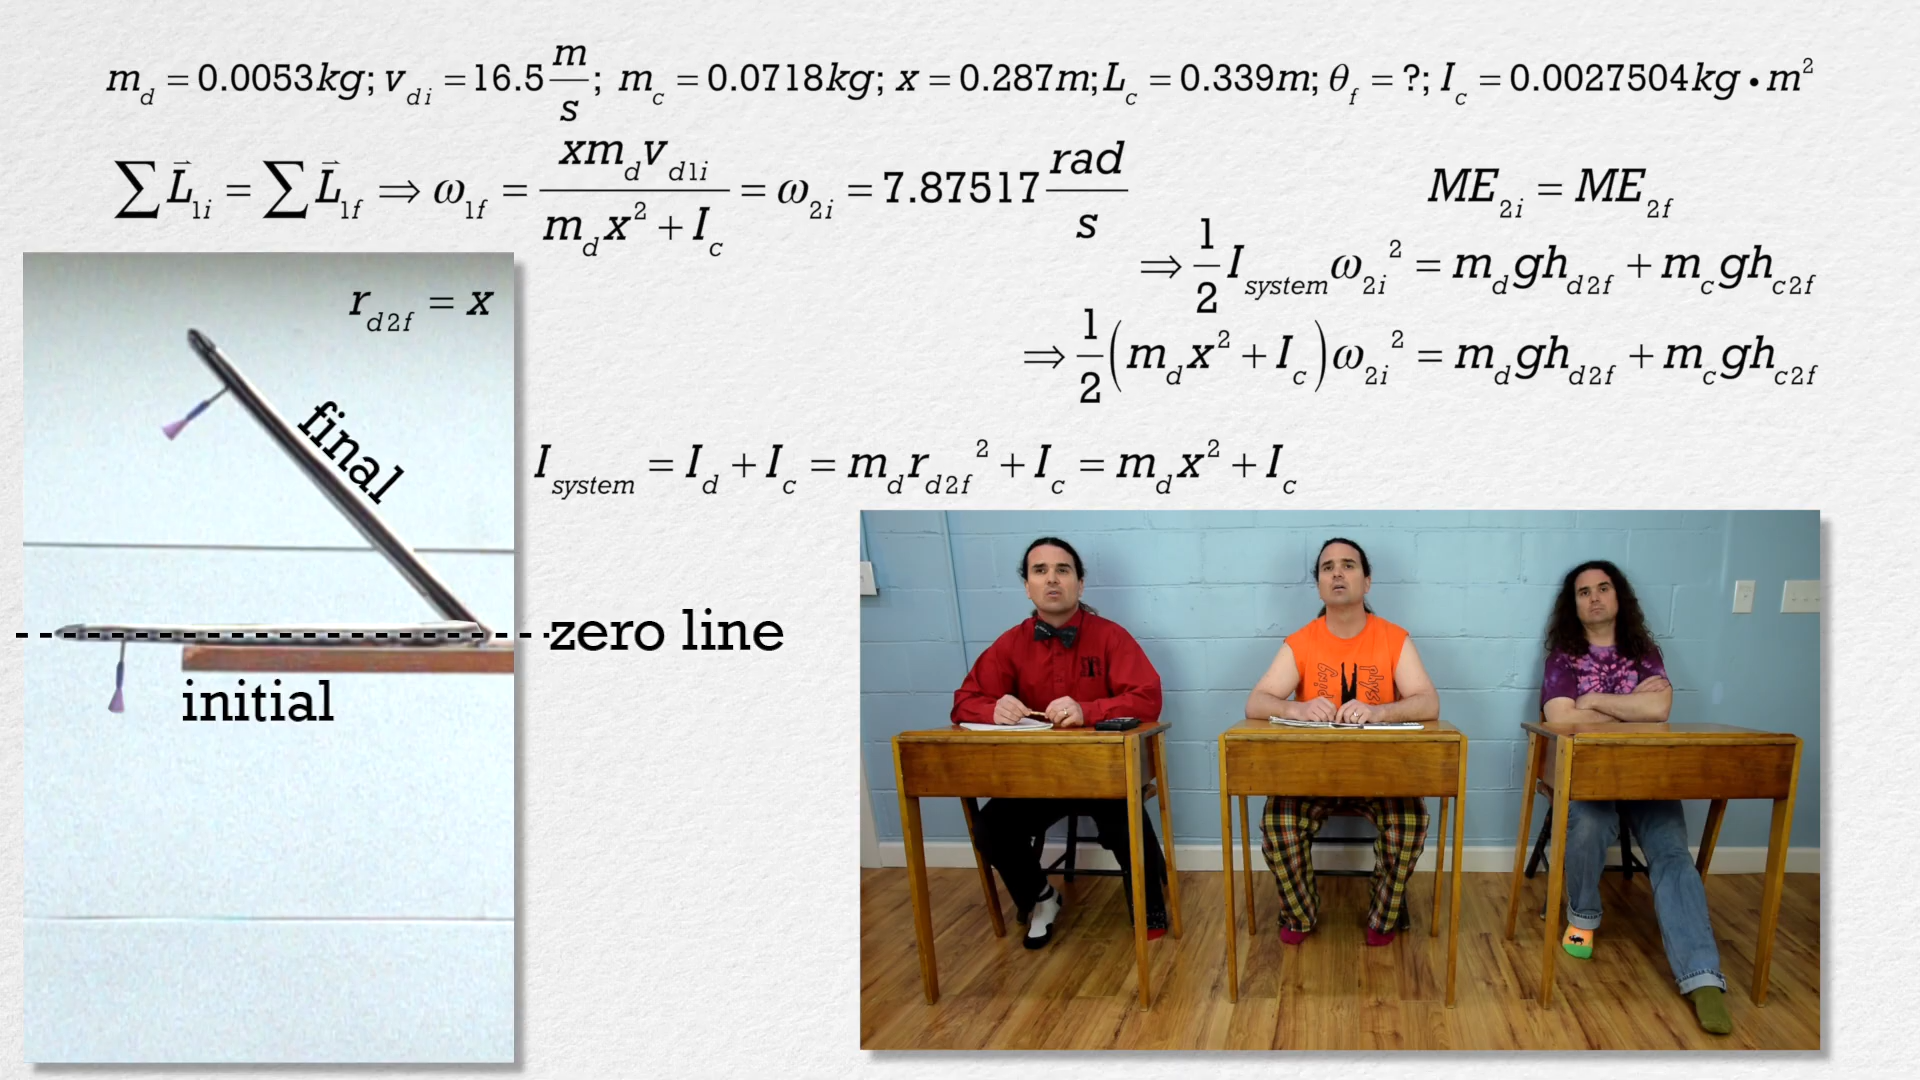 m_d = 0.0053kg; v_di = 16.5 m/s; m_c = 0.0718kg; x = 0.287m; L_c = 0.339m; θ_f = ?; I_c = 0.0027504kg • m²
∑L⃗_1i = ∑L⃗_1f ⇒ ω_1f = xm_dv_d1i / m_dx² + I_c = ω_2i = 7.87517 rad/s
ME_2i = ME_2f
⇒ 1/2 I_system ω_2i² = m_dgh_d2f + m_cgh_c2f
r_d2f = x
⇒ 1/2 (m_dx² + I_c)ω_2i² = m_dgh_d2f + m_cgh_c2f
final
I_system = I_d + I_c = m_dr_d2f² + I_c = m_dx² + I_c
zero line
initial